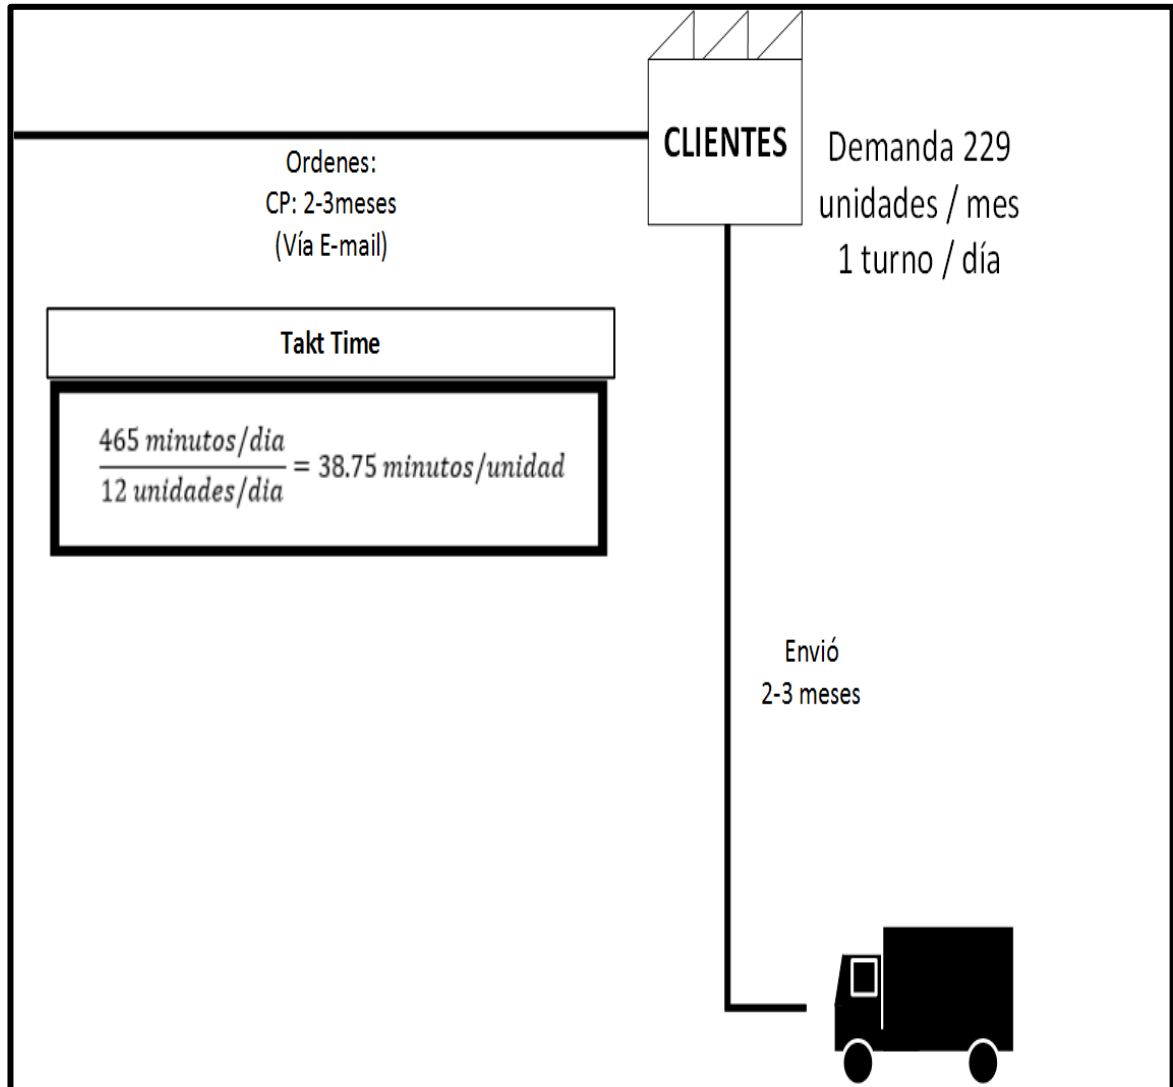 CLIENTES
Demanda 229
unidades / mes
1 turno / día
Ordenes:
CP: 2-3meses
(Vía E-mail)
Takt Time
465 minutos/dia
12 unidades/dia
= 38.75 minutos/unidad
Envió
2-3 meses